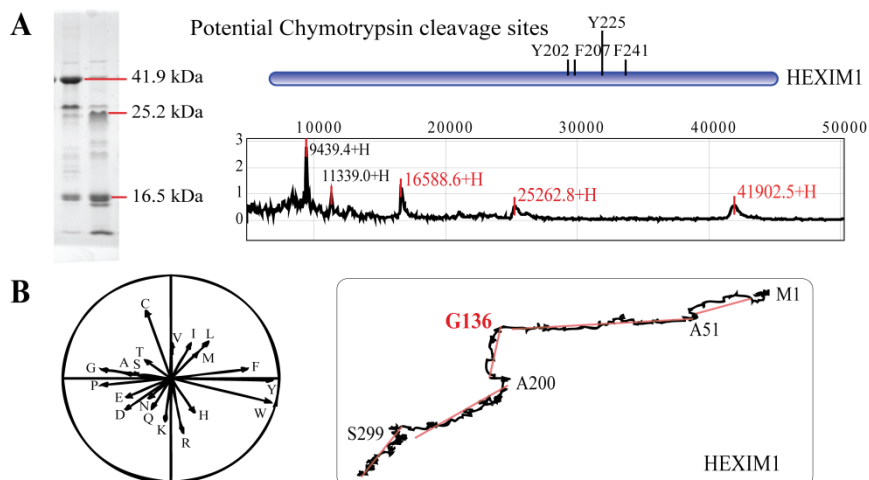 A
Potential Chymotrypsin cleavage sites
Y225
Y202 F207 F241
HEXIM1
41.9 kDa
25.2 kDa
16.5 kDa
10000 20000 30000 40000 50000
3
2
1
0
9439.4+H
11339.0+H
16588.6+H
25262.8+H
41902.5+H
B
C
V I L
T M
G A S F
P Y
E N W
D Q H
K R
M1
G136
A51
A200
S299
HEXIM1